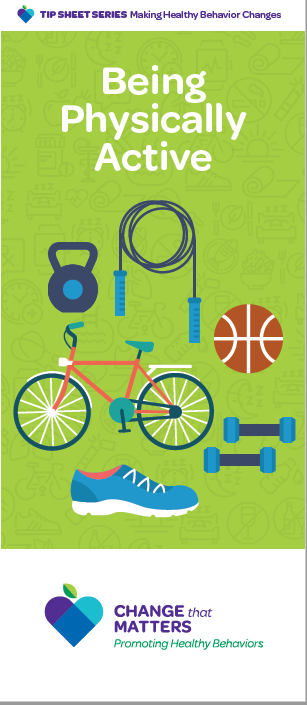 TIP SHEET SERIES Making Healthy Behavior Changes
Being
Physically
Active
CHANGE that
MATTERS
Promoting Healthy Behaviors